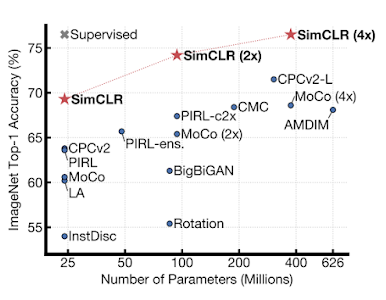 Supervised
SimCLR (4x)
75
SimCLR (2x)
CPCv2-L
70
SimCLR
MoCo (4x)
PIRL-c2x
CMC
AMDIM
65
PIRL-ens.
MoCo (2x)
CPCv2
PIRL
BigBiGAN
60
MoCo
LA
55
Rotation
InstDisc
25
50
100
200
400
626
Number of Parameters (Millions)
ImageNet Top-1 Accuracy (%)